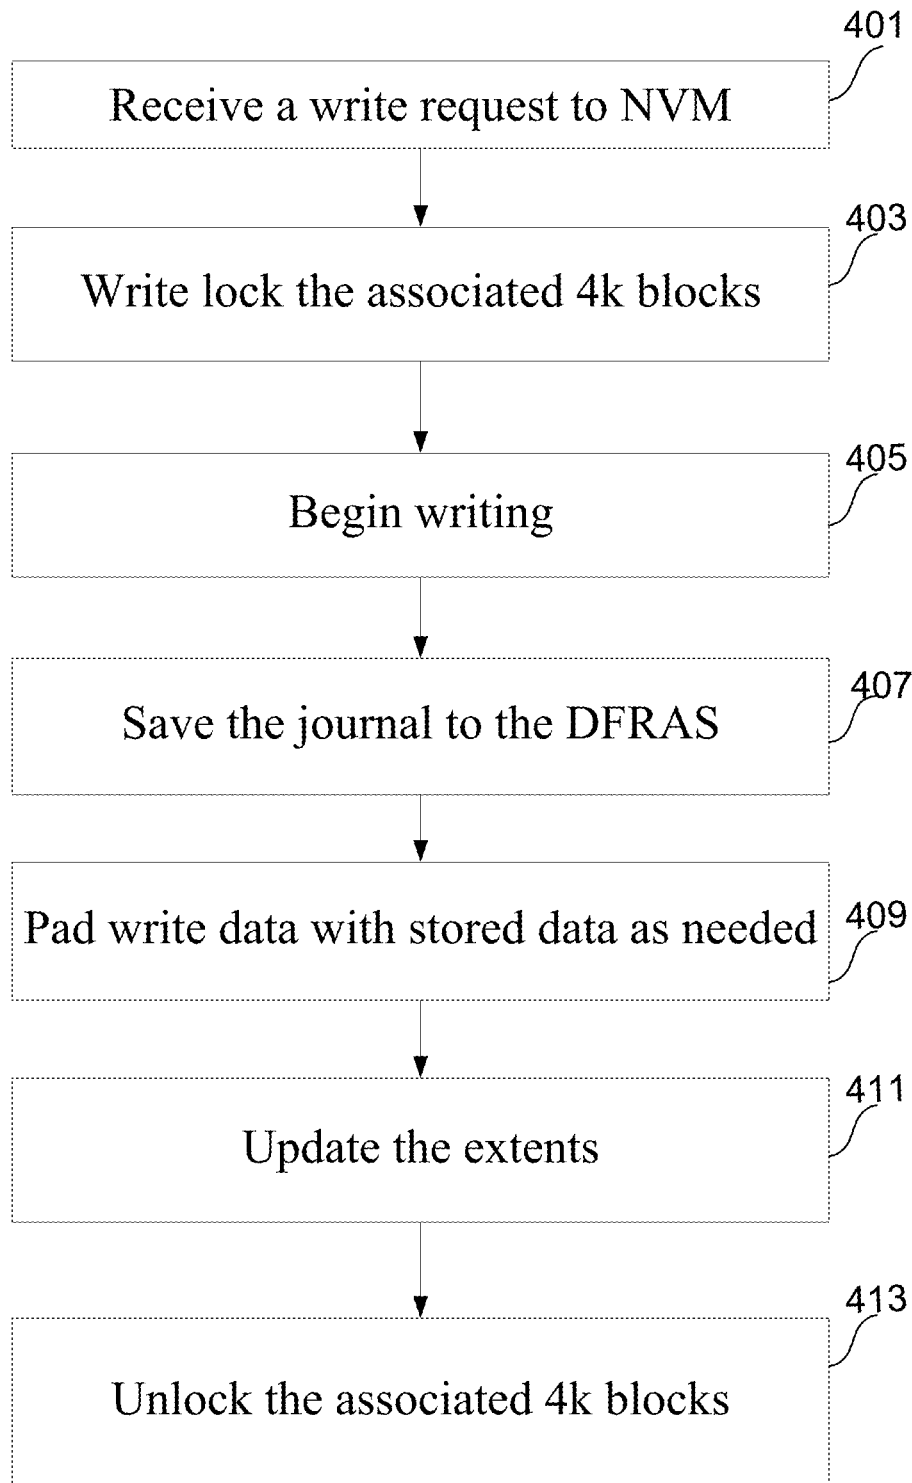 401
Receive a write request to NVM
403
Write lock the associated 4k blocks
405
Begin writing
407
Save the journal to the DFRAS
409
Pad write data with stored data as needed
411
Update the extents
413
Unlock the associated 4k blocks